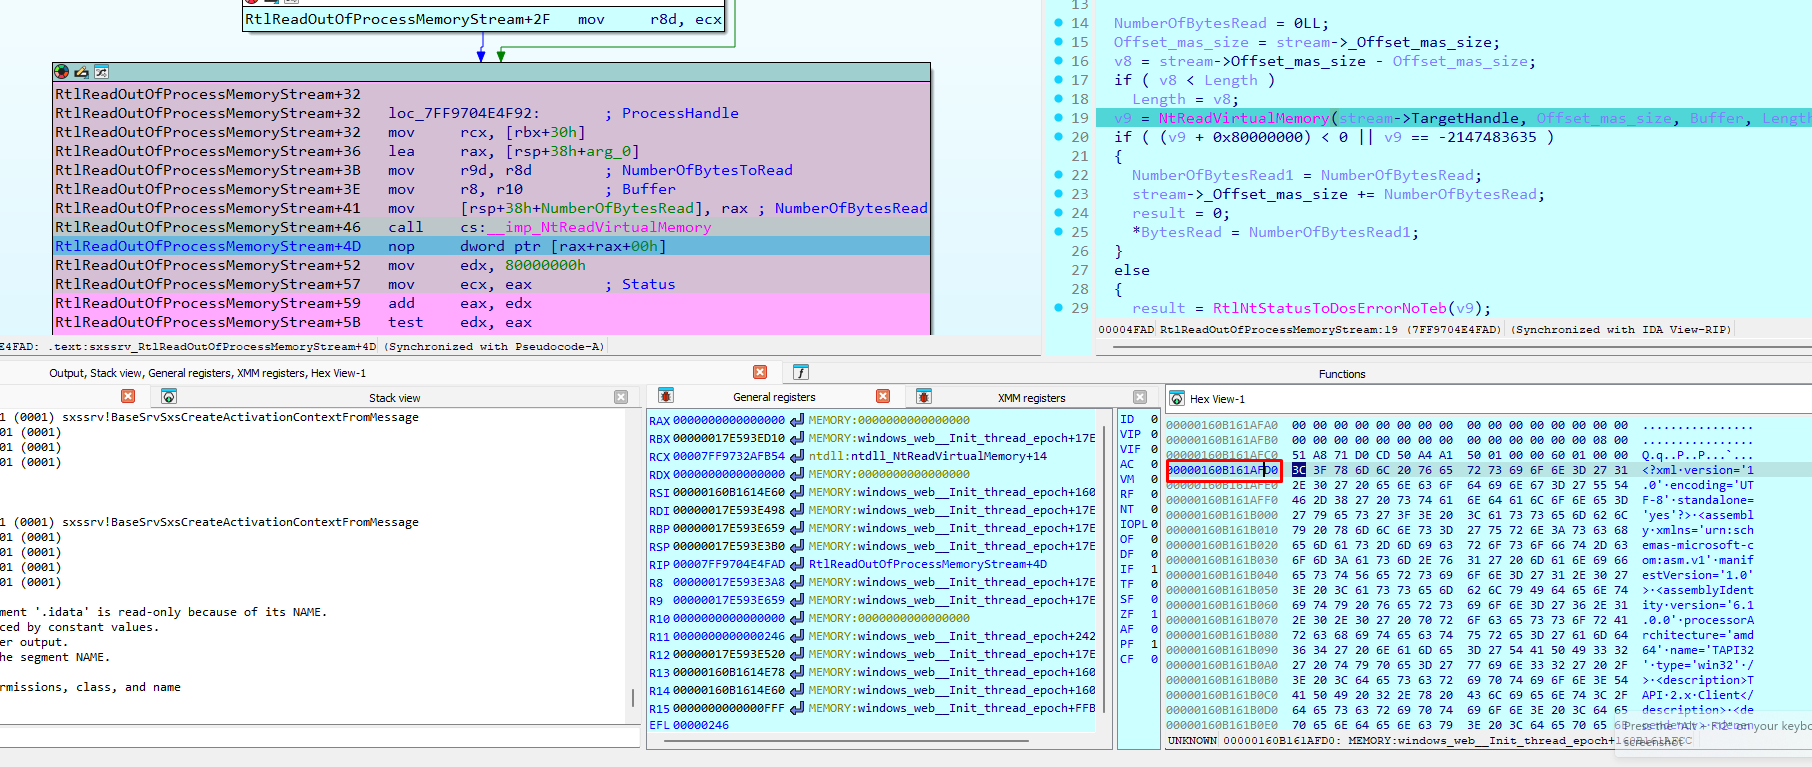 RtlReadOutOfProcessMemoryStream+2F mov r8d, ecx
RtlReadOutOfProcessMemoryStream+32
RtlReadOutOfProcessMemoryStream+32 loc_7FF9704E4F92: ; ProcessHandle
RtlReadOutOfProcessMemoryStream+32 mov rcx, [rbx+30h]
RtlReadOutOfProcessMemoryStream+36 lea rax, [rsp+38h+arg_0]
RtlReadOutOfProcessMemoryStream+3B mov r9d, r8d ; NumberOfBytesToRead
RtlReadOutOfProcessMemoryStream+3E mov r8, r10 ; Buffer
RtlReadOutOfProcessMemoryStream+41 mov [rsp+38h+NumberOfBytesRead], rax ; NumberOfBytesRead
RtlReadOutOfProcessMemoryStream+46 call cs:__imp_NtReadVirtualMemory
RtlReadOutOfProcessMemoryStream+4D nop dword ptr [rax+rax+00h]
RtlReadOutOfProcessMemoryStream+52 mov edx, 80000000h
RtlReadOutOfProcessMemoryStream+57 mov ecx, eax ; Status
RtlReadOutOfProcessMemoryStream+59 add eax, edx
RtlReadOutOfProcessMemoryStream+5B test edx, eax
E4FAD: .text:sxssrv_RtlReadOutOfProcessMemoryStream+4D (Synchronized with Pseudocode-A)
13
14 NumberOfBytesRead = 0LL;
15 Offset_mas_size = stream->_Offset_mas_size;
16 v8 = stream->Offset_mas_size - Offset_mas_size;
17 if ( v8 < Length )
18 Length = v8;
19 v9 = NtReadVirtualMemory(stream->TargetHandle, Offset_mas_size, Buffer, Length
20 if ( (v9 + 0x80000000) < 0 || v9 == -2147483635 )
21 {
22 NumberOfBytesRead1 = NumberOfBytesRead;
23 stream->_Offset_mas_size += NumberOfBytesRead;
24 result = 0;
25 *BytesRead = NumberOfBytesRead1;
26 }
27 else
28 {
29 result = RtlNtStatusToDosErrorNoTeb(v9);
00004FAD RtlReadOutOfProcessMemoryStream:19 (7FF9704E4FAD) (Synchronized with IDA View-RIP)
Output, Stack view, General registers, XMM registers, Hex View-1
Functions
Stack view
1 (0001) sxssrv!BaseSrvSxsCreateActivationContextFromMessage
01 (0001)
01 (0001)
01 (0001)
1 (0001) sxssrv!BaseSrvSxsCreateActivationContextFromMessage
01 (0001)
01 (0001)
01 (0001)
01 (0001)
ment '.idata' is read-only because of its NAME.
ced by constant values.
er output.
he segment NAME.
rmissions, class, and name
General registers
XMM registers
RAX 0000000000000000 MEMORY:0000000000000000
RBX 00000017E593ED10 MEMORY:windows_web__Init_thread_epoch+17E
RCX 00007FF9732AFB54 ntdll:ntdll_NtReadVirtualMemory+14
RDX 0000000000000000 MEMORY:0000000000000000
RSI 00000160B1614E60 MEMORY:windows_web__Init_thread_epoch+160
RDI 00000017E593E498 MEMORY:windows_web__Init_thread_epoch+17E
RBP 00000017E593E659 MEMORY:windows_web__Init_thread_epoch+17E
RSP 00000017E593E3B0 MEMORY:windows_web__Init_thread_epoch+17E
RIP 00007FF9704E4FAD RtlReadOutOfProcessMemoryStream+4D
R8 00000017E593E3A8 MEMORY:windows_web__Init_thread_epoch+17E
R9 00000017E593E659 MEMORY:windows_web__Init_thread_epoch+17E
R10 0000000000000000 MEMORY:0000000000000000
R11 0000000000000246 MEMORY:windows_web__Init_thread_epoch+242
R12 00000017E593E520 MEMORY:windows_web__Init_thread_epoch+17E
R13 00000160B1614E78 MEMORY:windows_web__Init_thread_epoch+160
R14 00000160B1614E60 MEMORY:windows_web__Init_thread_epoch+160
R15 0000000000000FFF MEMORY:windows_web__Init_thread_epoch+FFB
EFL 00000246
ID 0
VIP 0
VIF 0
AC 0
VM 0
RF 0
NT 0
IOPL 0
OF 0
DF 0
IF 1
TF 0
SF 0
ZF 1
AF 0
PF 1
CF 0
Hex View-1
00000160B161AFA0 00 00 00 00 00 00 00 00 00 00 00 00 00 00 00 00 ................
00000160B161AFB0 00 00 00 00 00 00 00 00 00 00 00 00 00 00 08 00 ................
00000160B161AFC0 51 A8 71 D0 CD 50 A4 A1 50 01 00 00 60 01 00 00 Q.q..P..P...`...
00000160B161AFD0 3C 3F 78 6D 6C 20 76 65 72 73 69 6F 6E 3D 27 31 <?xml·version='1
00000160B161AFE0 2E 30 27 20 65 6E 63 6F 64 69 6E 67 3D 27 55 54 .0'·encoding='UT
00000160B161AFF0 46 2D 38 27 20 73 74 61 6E 64 61 6C 6F 6E 65 3D F-8'·standalone=
00000160B161B000 27 79 65 73 27 3F 3E 20 3C 61 73 73 65 6D 62 6C 'yes'?>·<assembl
00000160B161B010 79 20 78 6D 6C 6E 73 3D 27 75 72 6E 3A 73 63 68 y·xmlns='urn:sch
00000160B161B020 65 6D 61 73 2D 6D 69 63 72 6F 73 6F 66 74 2D 63 emas-microsoft-c
00000160B161B030 6F 6D 3A 61 73 6D 2E 76 31 27 20 6D 61 6E 69 66 om:asm.v1'·manif
00000160B161B040 65 73 74 56 65 72 73 69 6F 6E 3D 27 31 2E 30 27 estVersion='1.0'
00000160B161B050 3E 20 3C 61 73 73 65 6D 62 6C 79 49 64 65 6E 74 >·<assemblyIdent
00000160B161B060 69 74 79 20 76 65 72 73 69 6F 6E 3D 27 36 2E 31 ity·version='6.1
00000160B161B070 2E 30 2E 30 27 20 70 72 6F 63 65 73 73 6F 72 41 .0.0'·processorA
00000160B161B080 72 63 68 69 74 65 63 74 75 72 65 3D 27 61 6D 64 rchitecture='amd
00000160B161B090 36 34 27 20 6E 61 6D 65 3D 27 54 41 50 49 33 32 64'·name='TAPI32
00000160B161B0A0 27 20 74 79 70 65 3D 27 77 69 6E 33 32 27 20 2F '·type='win32'·/
00000160B161B0B0 3E 20 3C 64 65 73 63 72 69 70 74 69 6F 6E 3E 54 >·<description>T
00000160B161B0C0 41 50 49 20 32 2E 78 20 43 6C 69 65 6E 74 3C 2F API·2.x·Client</
00000160B161B0D0 64 65 73 63 72 69 70 74 69 6F 6E 3E 20 3C 64 65 description>·<de
00000160B161B0E0 70 65 6E 64 65 6E 63 79 3E 20 3C 64 65 70 65
UNKNOWN 00000160B161AFD0: MEMORY:windows_web__Init_thread_epoch+
Press the "Alt + F12" on your keybo
screenshot